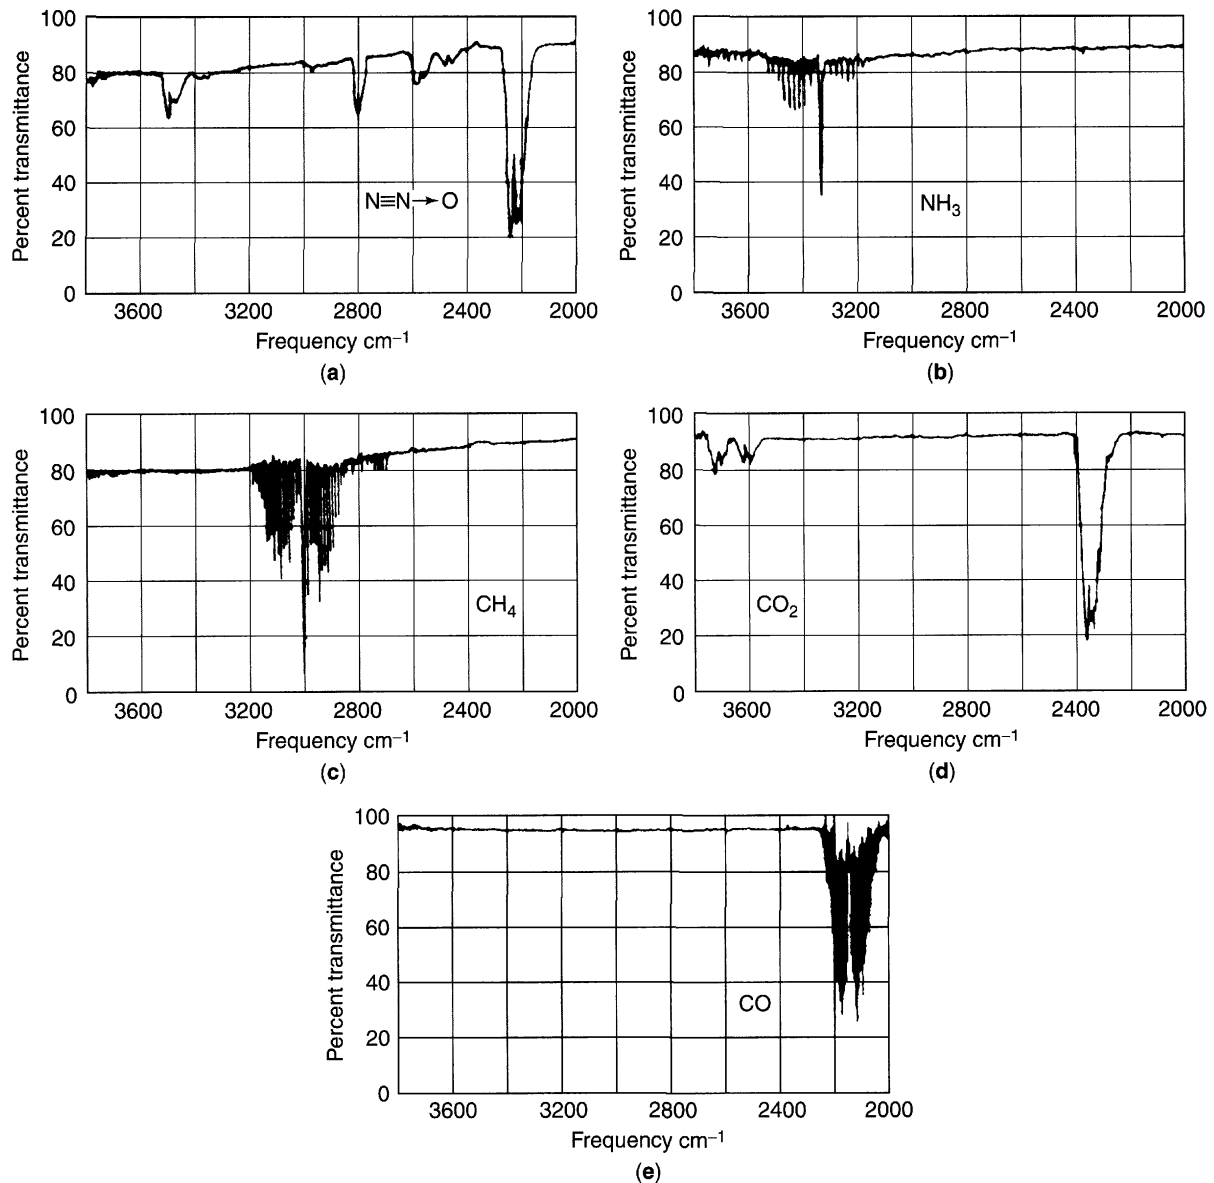 100
80
60
40
20
0
Percent transmittance
N≡N→O
3600 3200 2800 2400 2000
Frequency cm⁻¹
(a)
100
80
60
40
20
0
Percent transmittance
NH₃
3600 3200 2800 2400 2000
Frequency cm⁻¹
(b)
100
80
60
40
20
0
Percent transmittance
CH₄
3600 3200 2800 2400 2000
Frequency cm⁻¹
(c)
100
80
60
40
20
0
Percent transmittance
CO₂
3600 3200 2800 2400 2000
Frequency cm⁻¹
(d)
100
80
60
40
20
0
Percent transmittance
CO
3600 3200 2800 2400 2000
Frequency cm⁻¹
(e)